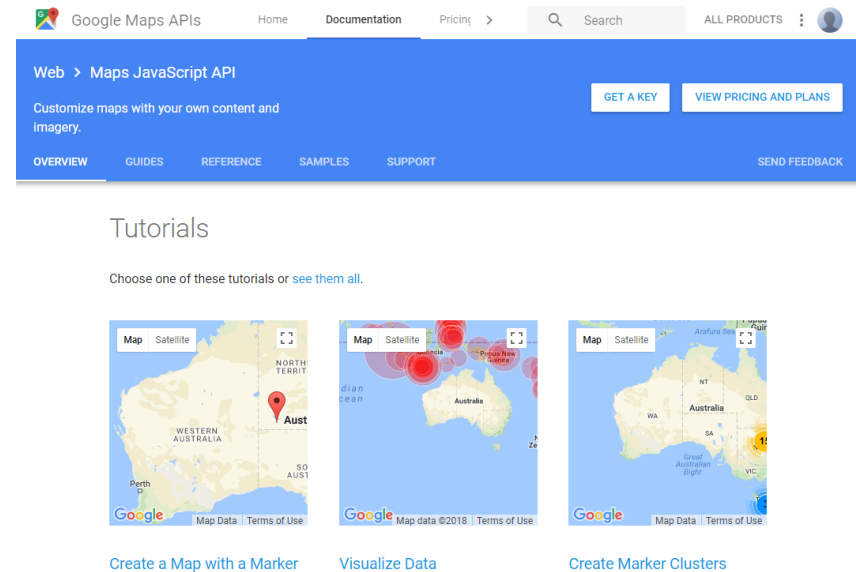 Google Maps APIs
Home
Documentation
Pricing
Search
ALL PRODUCTS
Web > Maps JavaScript API
Customize maps with your own content and
imagery.
GET A KEY
VIEW PRICING AND PLANS
OVERVIEW
GUIDES
REFERENCE
SAMPLES
SUPPORT
SEND FEEDBACK
Tutorials
Choose one of these tutorials or see them all.
Map
Satellite
NORTH
TERRIT
Aust
WESTERN
AUSTRALIA
SO
AUST
Perth
Google
Map Data
Terms of Use
Map
Satellite
Papua New
Guinea
dian
cean
Australia
Google
Map data ©2018
Terms of Use
Map
Satellite
Arafura Sea
NT
QLD
Australia
WA
SA
Great
Australian
Bight
VIC
Google
Map Data
Terms of Use
Create a Map with a Marker
Visualize Data
Create Marker Clusters